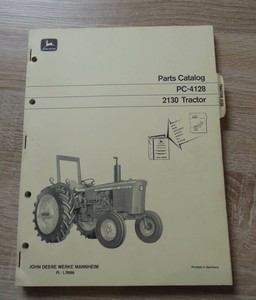 Parts Catalog
PC-4128
2130 Tractor
JOHN DEERE WERKE MANNHEIM
Printed in Germany